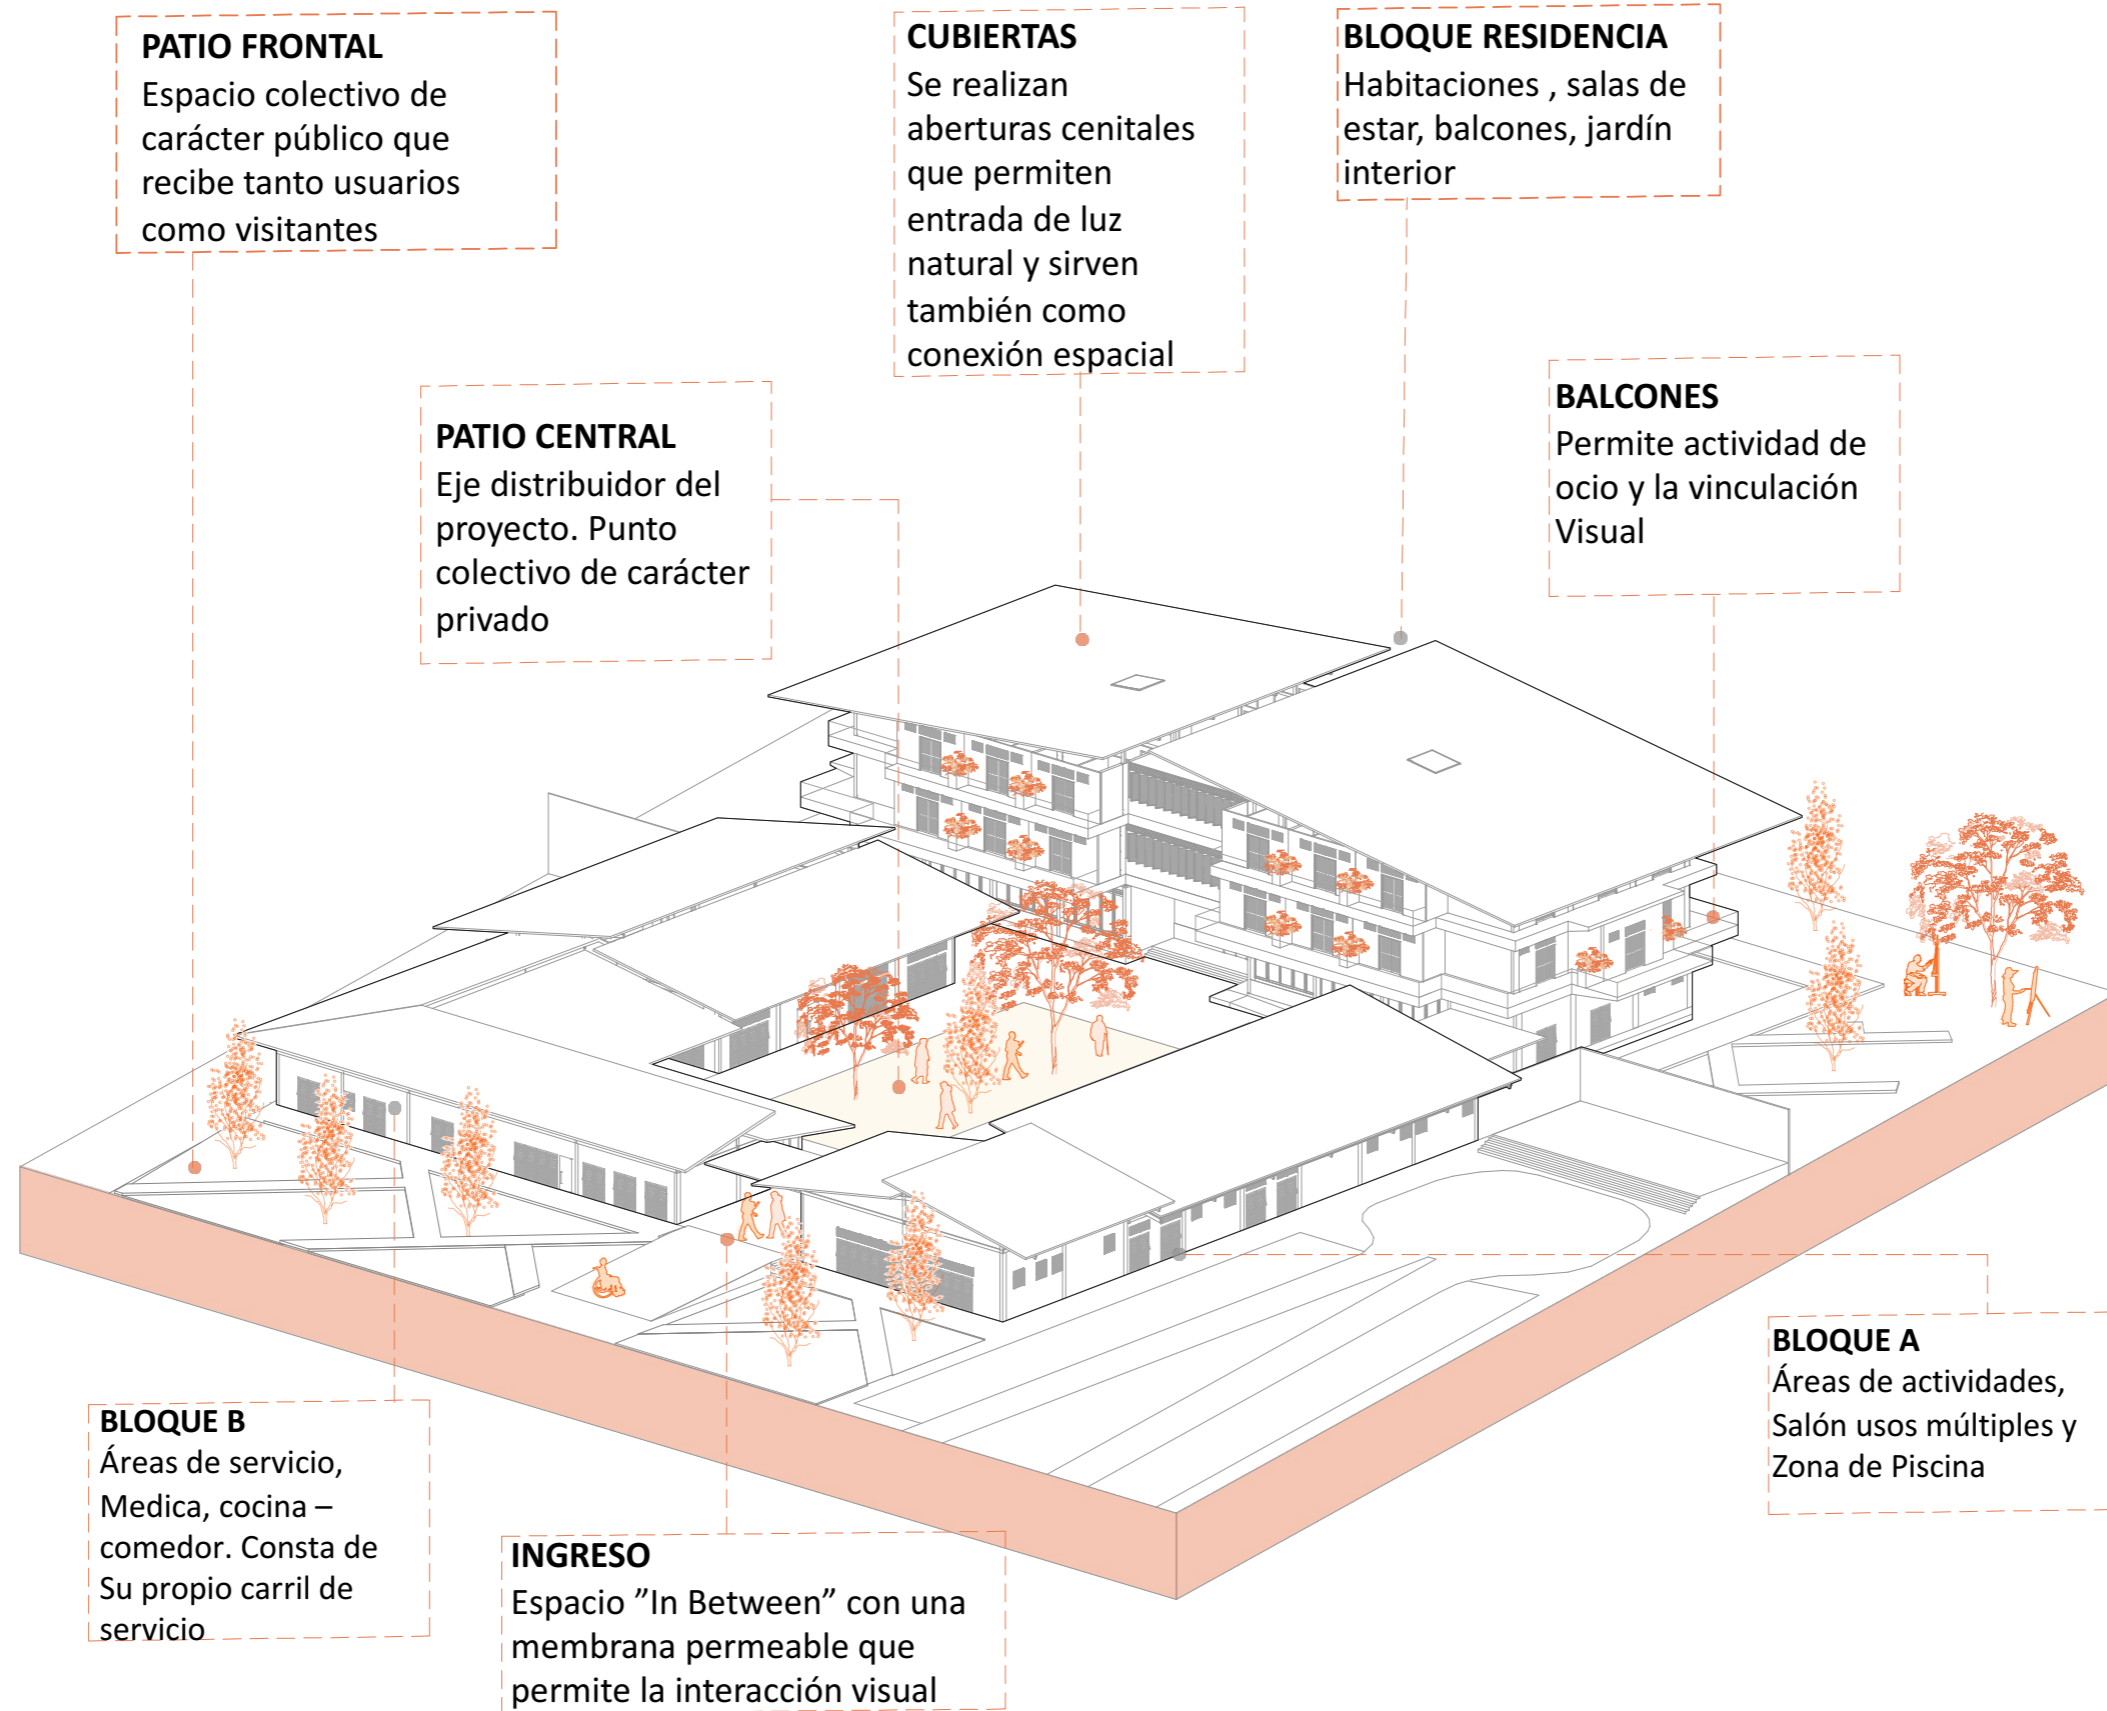 PATIO FRONTAL
Espacio colectivo de
carácter público que
recibe tanto usuarios
como visitantes
CUBIERTAS
Se realizan
aberturas cenitales
que permiten
entrada de luz
natural y sirven
también como
conexión espacial
BLOQUE RESIDENCIA
Habitaciones , salas de
estar, balcones, jardín
interior
PATIO CENTRAL
Eje distribuidor del
proyecto. Punto
colectivo de carácter
privado
BALCONES
Permite actividad de
ocio y la vinculación
Visual
BLOQUE B
Áreas de servicio,
Medica, cocina –
comedor. Consta de
Su propio carril de
servicio
INGRESO
Espacio ”In Between” con una
membrana permeable que
permite la interacción visual
BLOQUE A
Áreas de actividades,
Salón usos múltiples y
Zona de Piscina